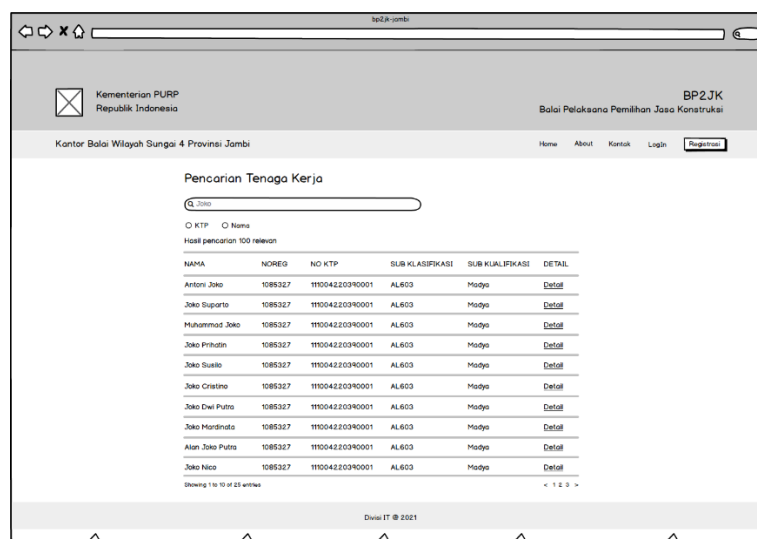 bp2jk-jambi
Kementerian PURP
Republik Indonesia
BP2JK
Balai Pelaksana Pemilihan Jasa Konstruksi
Kantor Balai Wilayah Sungai 4 Provinsi Jambi
Home About Kontak LogIn Registrasi
Pencarian Tenaga Kerja
Joko
KTP Nama
Hasil pencarian 100 relevan
NAMA NOREG NO KTP SUB KLASIFIKASI SUB KUALIFIKASI DETAIL
Antoni Joko 1085327 111004220390001 AL603 Madya Detail
Joko Suparto 1085327 111004220390001 AL603 Madya Detail
Muhammad Joko 1085327 111004220390001 AL603 Madya Detail
Joko Prihatin 1085327 111004220390001 AL603 Madya Detail
Joko Susilo 1085327 111004220390001 AL603 Madya Detail
Joko Cristino 1085327 111004220390001 AL603 Madya Detail
Joko Dwi Putra 1085327 111004220390001 AL603 Madya Detail
Joko Mardinata 1085327 111004220390001 AL603 Madya Detail
Alan Joko Putra 1085327 111004220390001 AL603 Madya Detail
Joko Nico 1085327 111004220390001 AL603 Madya Detail
Showing 1 to 10 of 25 entries < 1 2 3 >
Divisi IT @ 2021